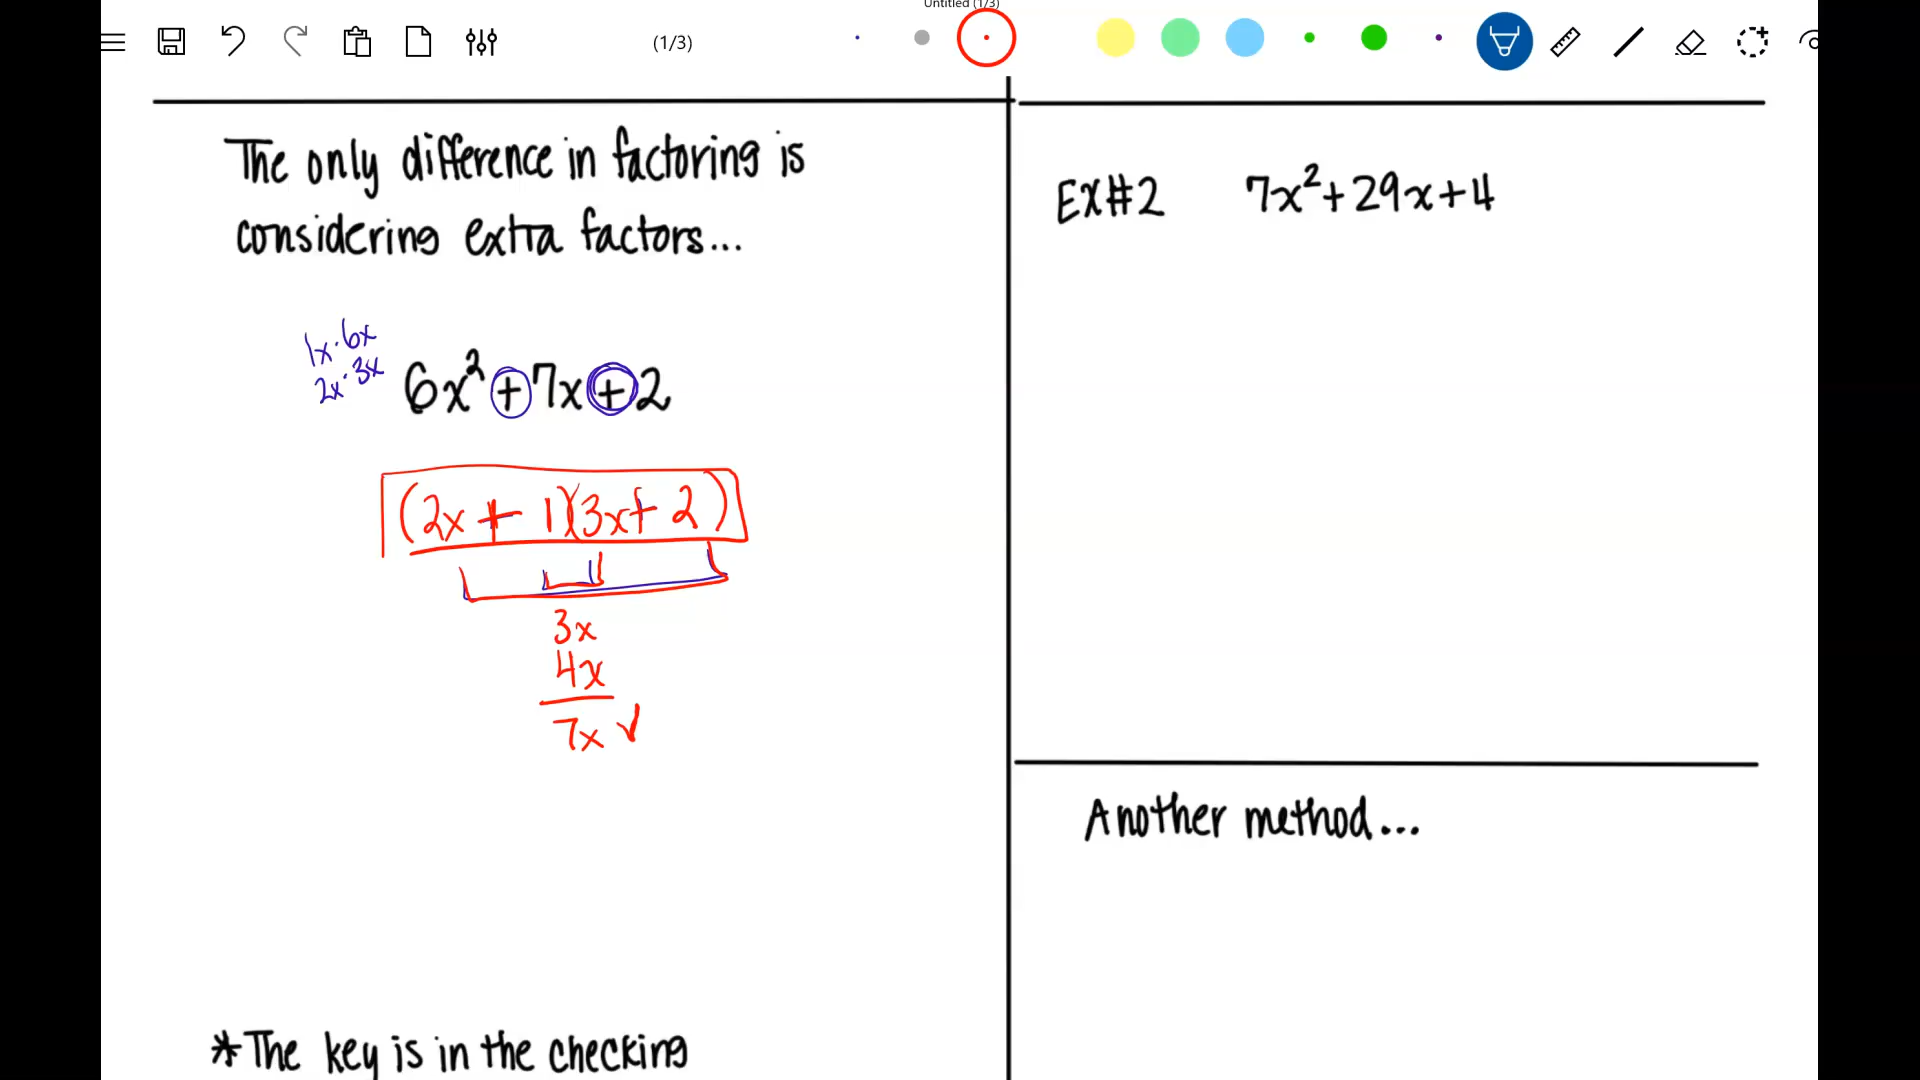 Untitled (1/3)
(1/3)
The only difference in factoring is
considering extra factors...
1x·6x
2x·3x
6x²+7x+2
(2x+1)(3x+2)
3x
4x
7x ✓
*The key is in the checking
Ex#2 7x²+29x+4
Another method...